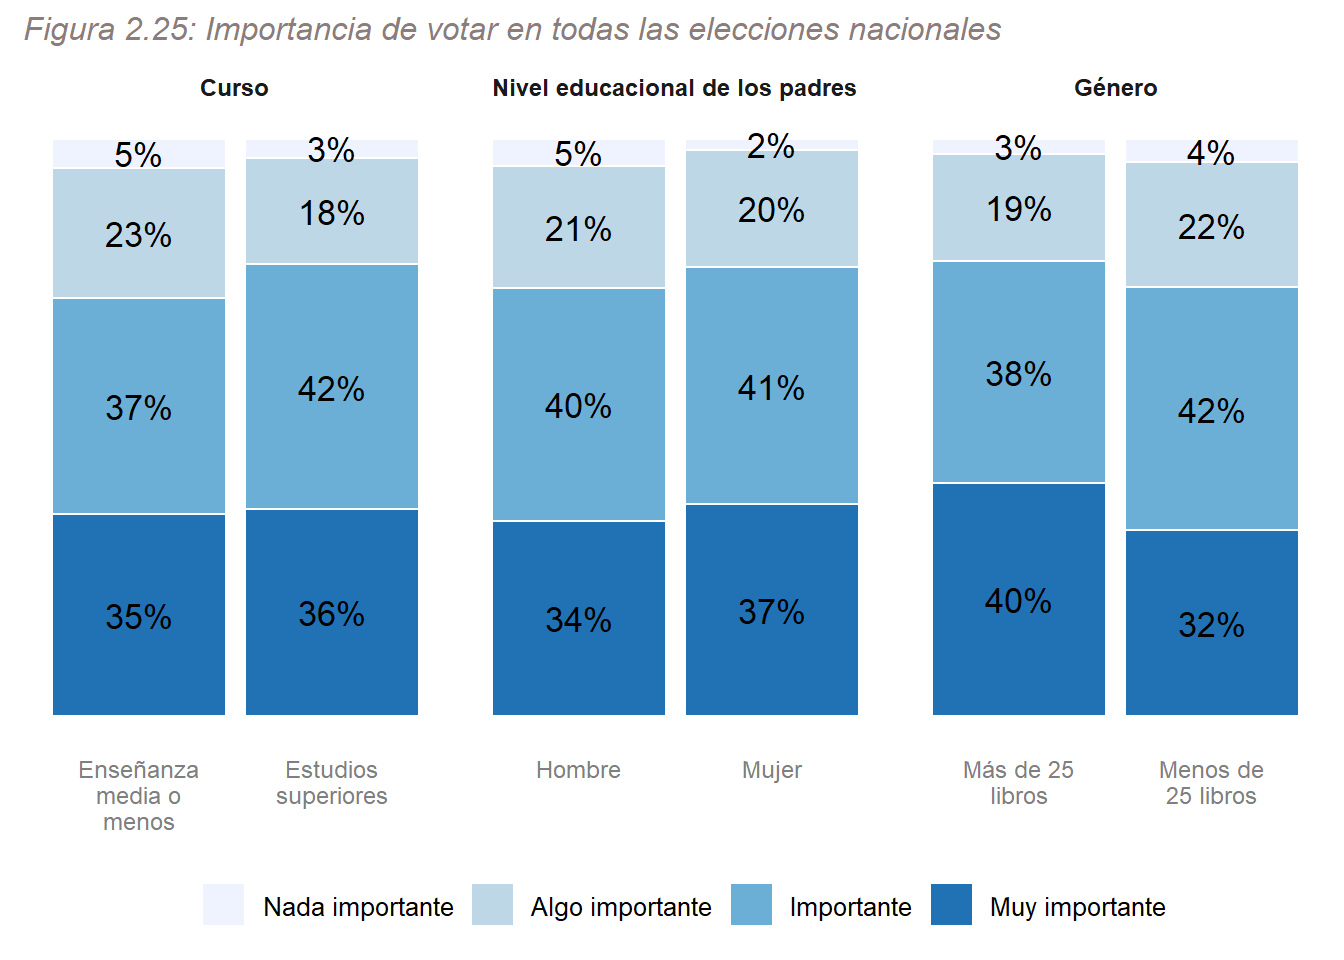 Figura 2.25: Importancia de votar en todas las elecciones nacionales
Curso
Nivel educacional de los padres
Género
5%
3%
5%
2%
3%
4%
23%
18%
21%
20%
19%
22%
37%
42%
40%
41%
38%
42%
35%
36%
34%
37%
40%
32%
Enseñanza
media o
menos
Estudios
superiores
Hombre
Mujer
Más de 25
libros
Menos de
25 libros
Nada importante
Algo importante
Importante
Muy importante